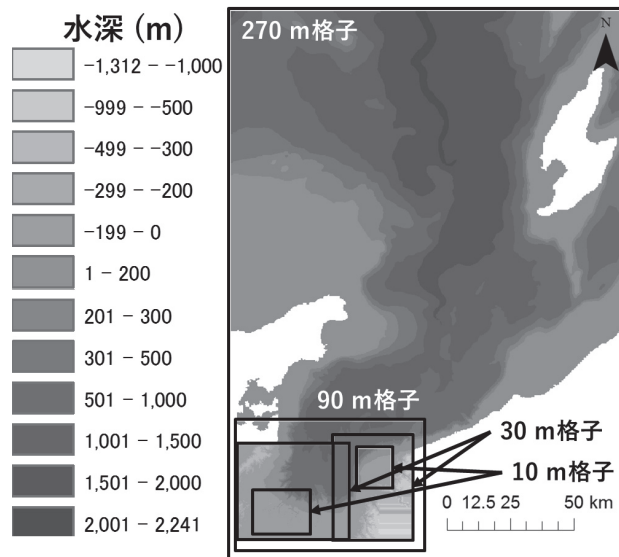 水深 (m)
-1,312 – -1,000
-999 – -500
-499 – -300
-299 – -200
-199 – 0
1 – 200
201 – 300
301 – 500
501 – 1,000
1,001 – 1,500
1,501 – 2,000
2,001 – 2,241
270 m格子
N
90 m格子
30 m格子
10 m格子
0 12.5 25 50 km